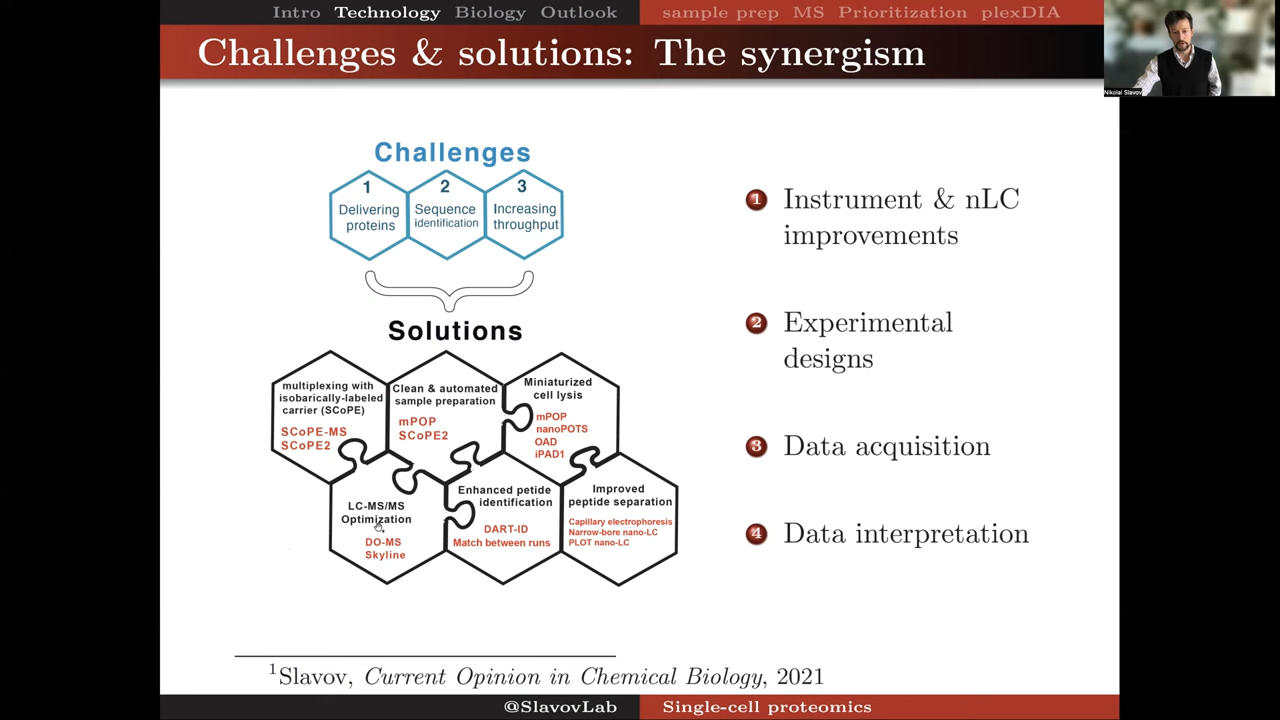 Intro Technology Biology Outlook sample prep MS Prioritization plexDIA
Challenges & solutions: The synergism
Nikolai Slavov
Challenges
1
Delivering
proteins
2
Sequence
identification
3
Increasing
throughput
Solutions
multiplexing with
isobarically-labeled
carrier (SCoPE)
SCoPE-MS
SCoPE2
Clean & automated
sample preparation
mPOP
SCoPE2
Miniaturized
cell lysis
mPOP
nanoPOTS
OAD
iPAD1
LC-MS/MS
Optimization
DO-MS
Skyline
Enhanced petide
identification
DART-ID
Match between runs
Improved
peptide separation
Capillary electrophoresis
Narrow-bore nano-LC
PLOT nano-LC
1 Instrument & nLC
improvements
2 Experimental
designs
3 Data acquisition
4 Data interpretation
1Slavov, Current Opinion in Chemical Biology, 2021
@SlavovLab Single-cell proteomics